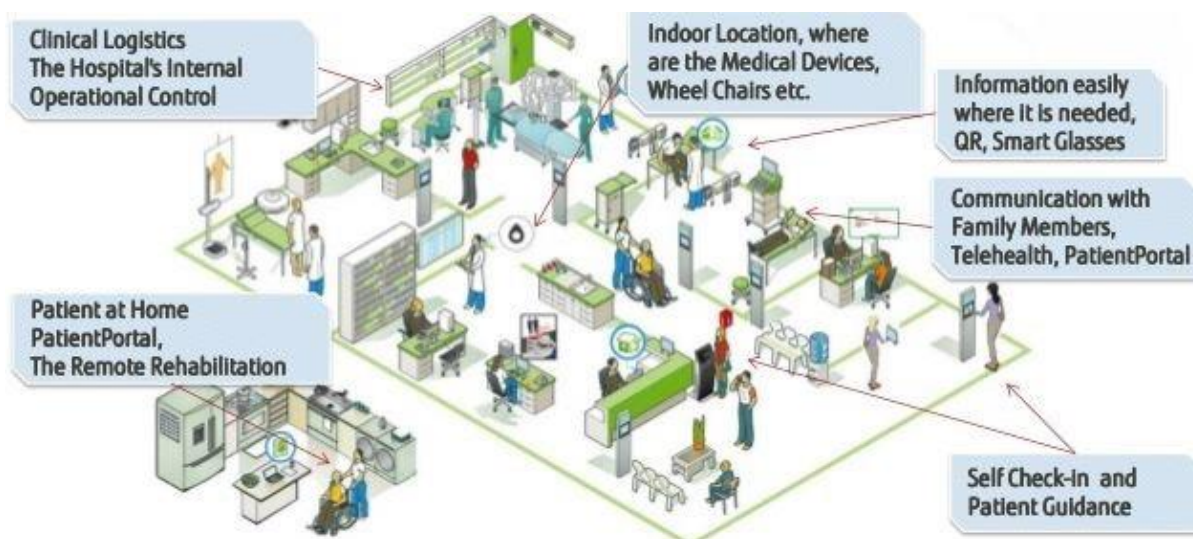 Clinical Logistics
The Hospital's Internal
Operational Control
Indoor Location, where
are the Medical Devices,
Wheel Chairs etc.
Information easily
where it is needed,
QR, Smart Glasses
Communication with
Family Members,
Telehealth, PatientPortal
Patient at Home
PatientPortal,
The Remote Rehabilitation
Self Check-in and
Patient Guidance